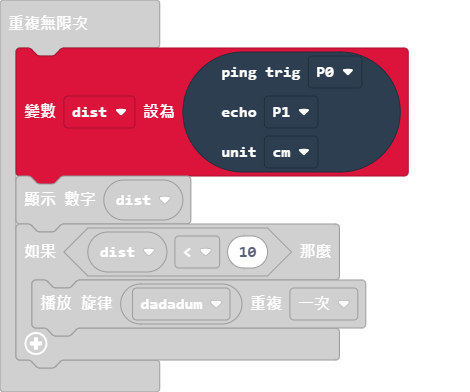 重複無限次
ping trig P0
變數 dist 設為 echo P1
unit cm
顯示 數字 dist
如果 dist < 10 那麼
播放 旋律 dadadum 重複 一次